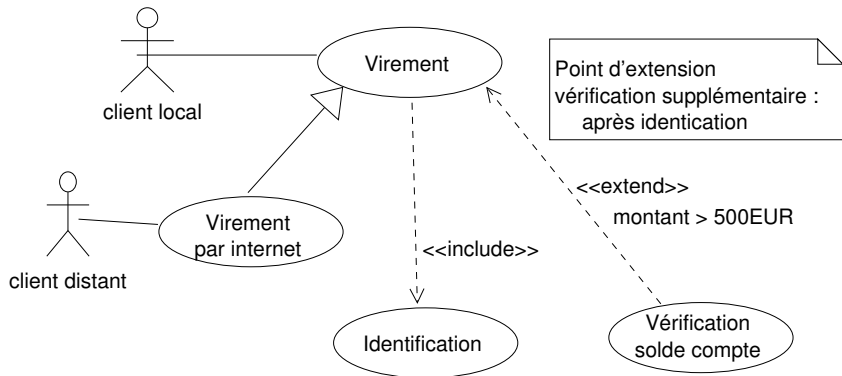 Virement
Point d'extension
vérification supplémentaire :
après identication
client local
<<extend>>
montant > 500EUR
Virement
par internet
<<include>>
client distant
Identification
Vérification
solde compte